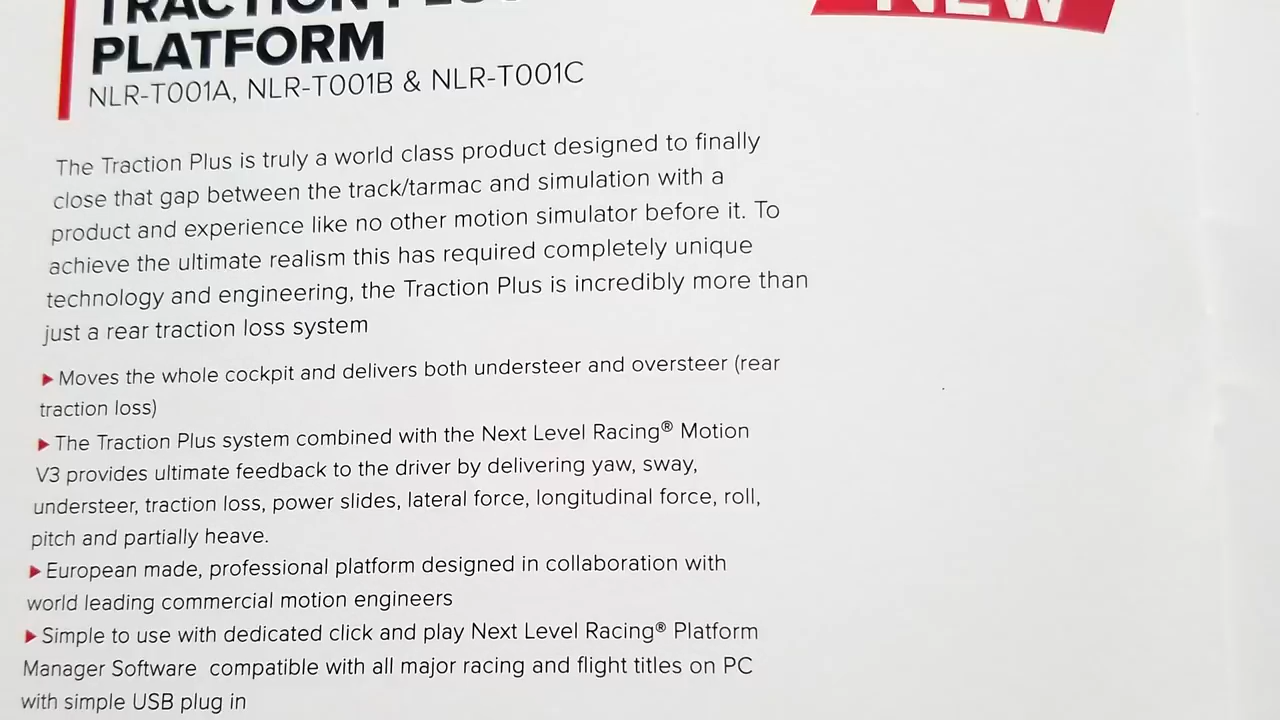 TRACTION PLUS
NEW
PLATFORM
NLR-T001A, NLR-T001B & NLR-T001C
The Traction Plus is truly a world class product designed to finally
close that gap between the track/tarmac and simulation with a
product and experience like no other motion simulator before it. To
achieve the ultimate realism this has required completely unique
technology and engineering, the Traction Plus is incredibly more than
just a rear traction loss system
▶ Moves the whole cockpit and delivers both understeer and oversteer (rear
traction loss)
▶ The Traction Plus system combined with the Next Level Racing® Motion
V3 provides ultimate feedback to the driver by delivering yaw, sway,
understeer, traction loss, power slides, lateral force, longitudinal force, roll,
pitch and partially heave.
▶ European made, professional platform designed in collaboration with
world leading commercial motion engineers
▶ Simple to use with dedicated click and play Next Level Racing® Platform
Manager Software  compatible with all major racing and flight titles on PC
with simple USB plug in